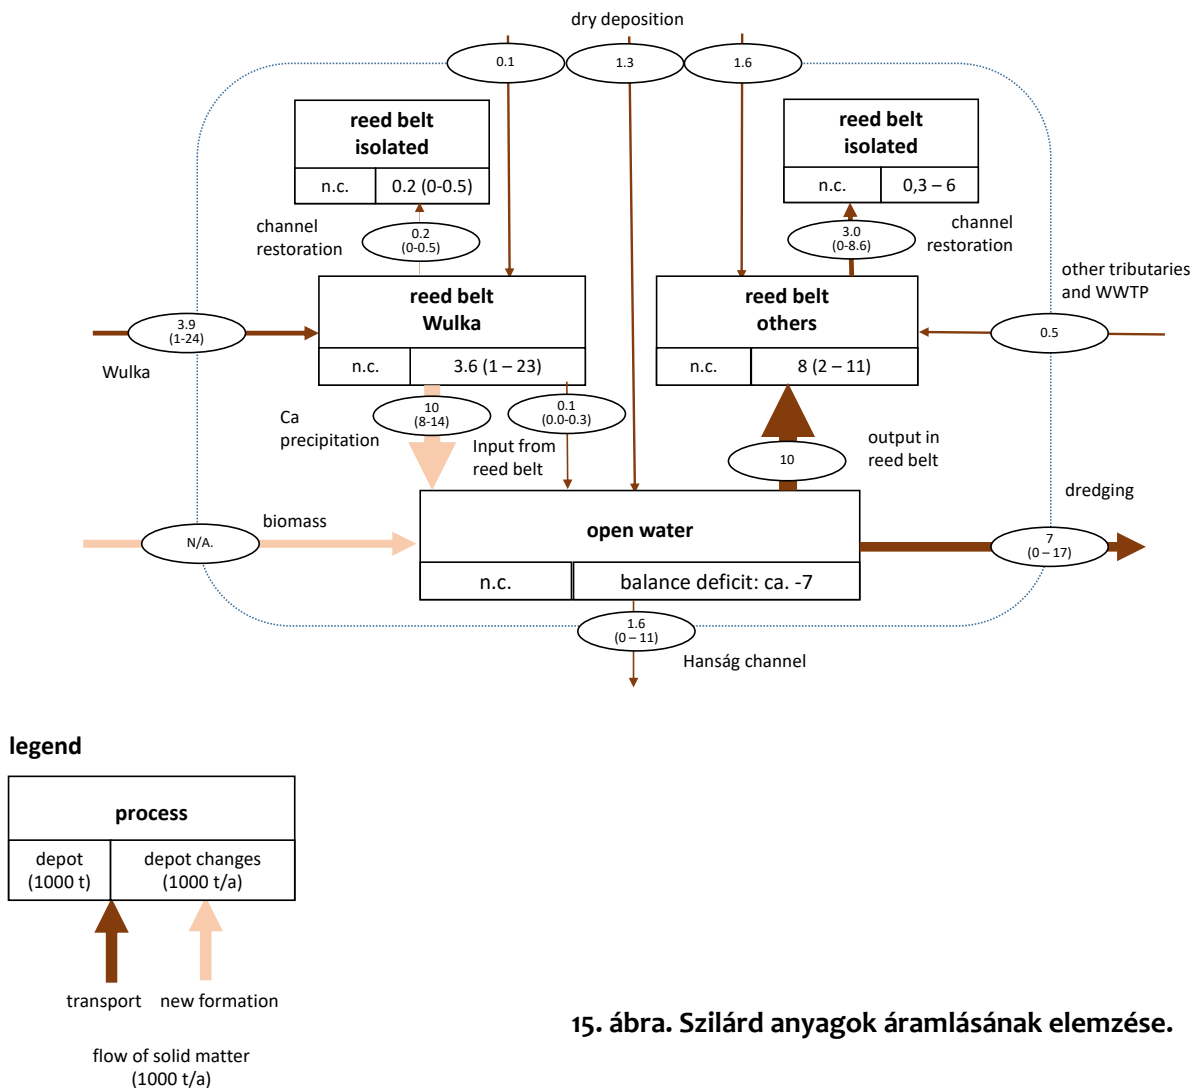 dry deposition
0.1
1.3
1.6
reed belt
isolated
n.c.
0.2 (0-0.5)
reed belt
isolated
n.c.
0,3 – 6
channel
restoration
0.2
(0-0.5)
3.0
(0-8.6)
channel
restoration
reed belt
Wulka
n.c.
3.6 (1 – 23)
reed belt
others
n.c.
8 (2 – 11)
other tributaries
and WWTP
0.5
3.9
(1-24)
Wulka
Ca
precipitation
10
(8-14)
0.1
(0.0-0.3)
Input from
reed belt
10
output in
reed belt
dredging
7
(0 – 17)
biomass
N/A.
open water
n.c.
balance deficit: ca. -7
1.6
(0 – 11)
Hanság channel
legend
process
depot
(1000 t)
depot changes
(1000 t/a)
transport
new formation
flow of solid matter
(1000 t/a)
15. ábra. Szilárd anyagok áramlásának elemzése.